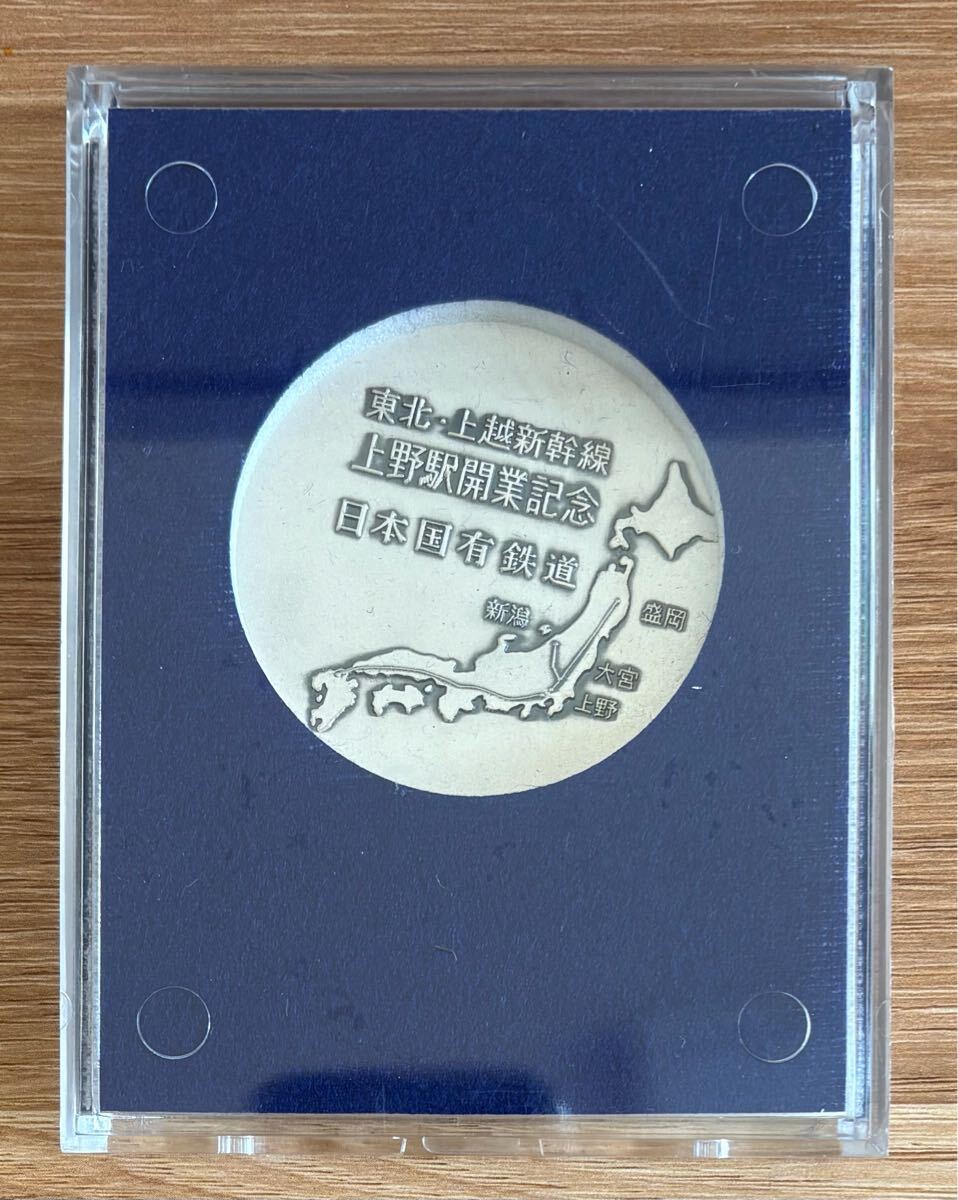 東北・上越新幹線
上野駅開業記念
日本国有鉄道
新潟
盛岡
大宮
上野